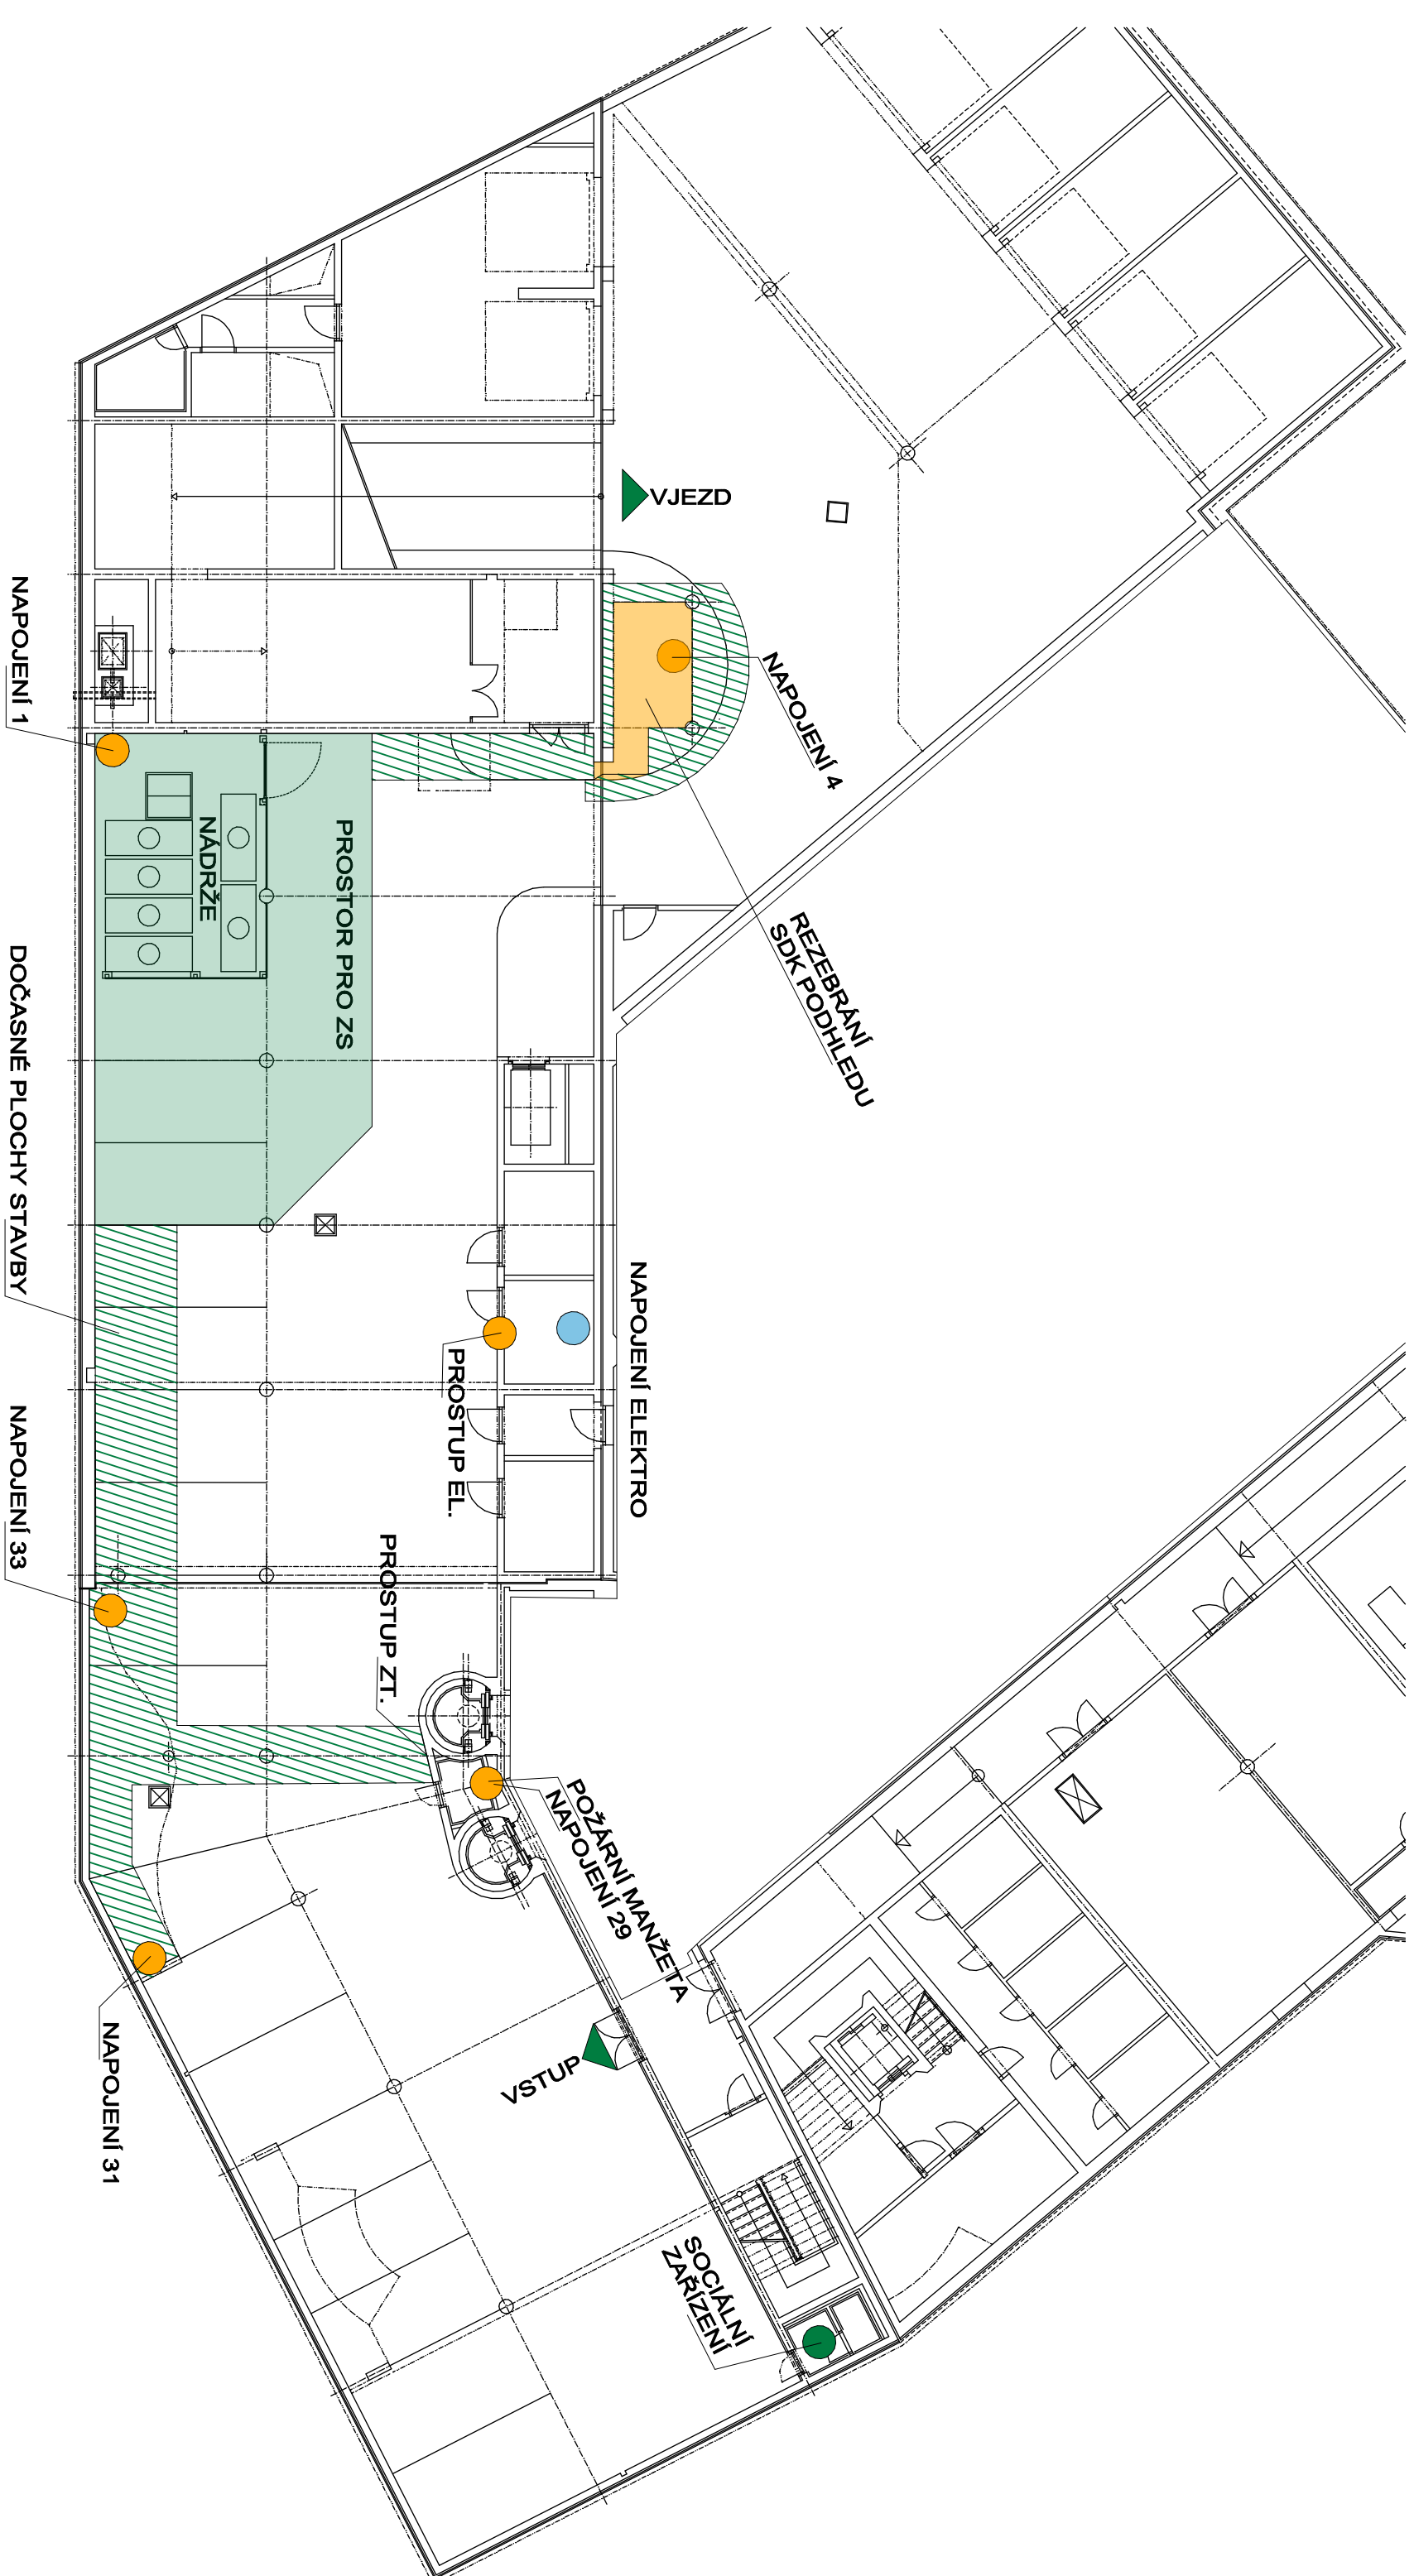 VJEZD
NAPOJENÍ 1
NAPOJENÍ 4
NÁDRŽE
PROSTOR PRO ZS
REZEBRÁNÍ
SDK PODHLEDU
DOČASNÉ PLOCHY STAVBY
NAPOJENÍ ELEKTRO
PROSTUP EL.
NAPOJENÍ 33
PROSTUP ZT.
POŽÁRNÍ MANŽETA
NAPOJENÍ 29
VSTUP
NAPOJENÍ 31
SOCIÁLNÍ
ZAŘÍZENÍ